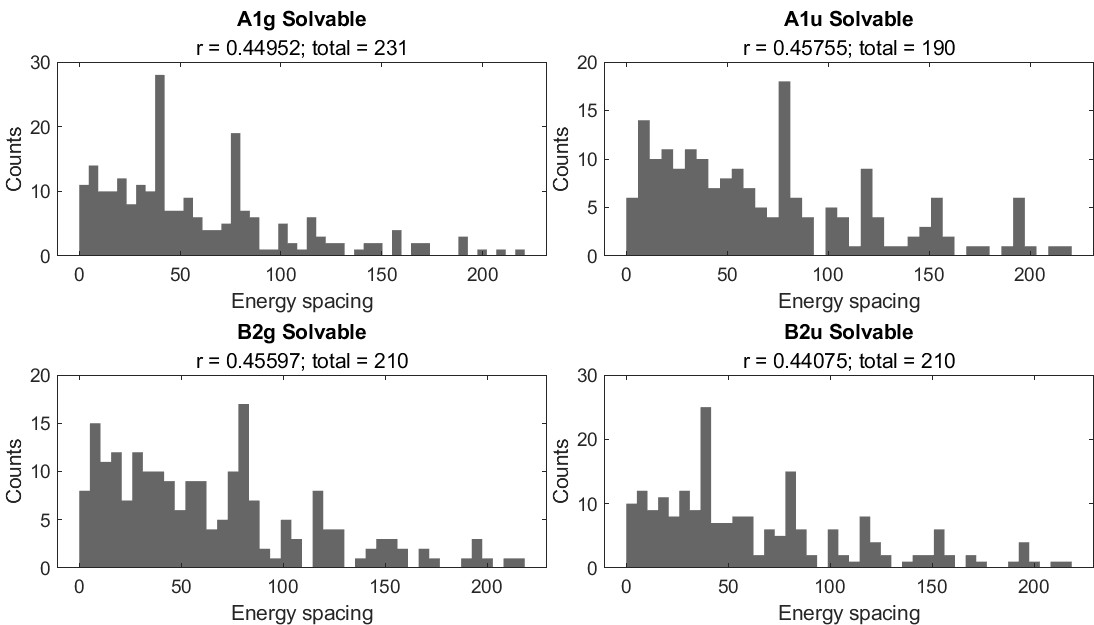 A1g Solvable
r = 0.44952; total = 231
30
20
10
0
Counts
0 50 100 150 200
Energy spacing
A1u Solvable
r = 0.45755; total = 190
20
15
10
5
0
Counts
0 50 100 150 200
Energy spacing
B2g Solvable
r = 0.45597; total = 210
20
15
10
5
0
Counts
0 50 100 150 200
Energy spacing
B2u Solvable
r = 0.44075; total = 210
30
20
10
0
Counts
0 50 100 150 200
Energy spacing